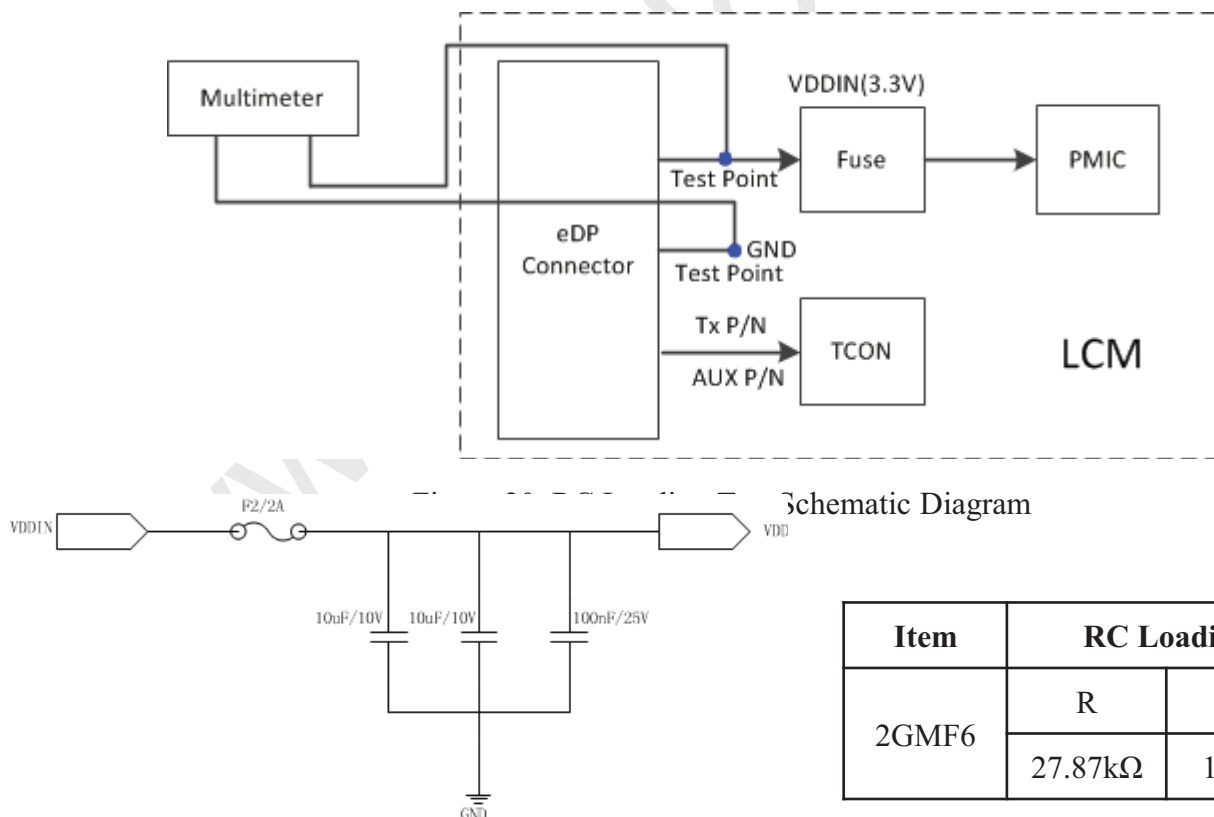 Multimeter
VDDIN(3.3V)
Fuse
PMIC
Test Point
eDP
Connector
GND
Test Point
Tx P/N
AUX P/N
TCON
LCM
Schematic Diagram
VDDIN
F2/2A
VDD
10uF/10V 10uF/10V 100nF/25V
GND
Item RC Loadi
2GMF6
R
27.87kΩ 1